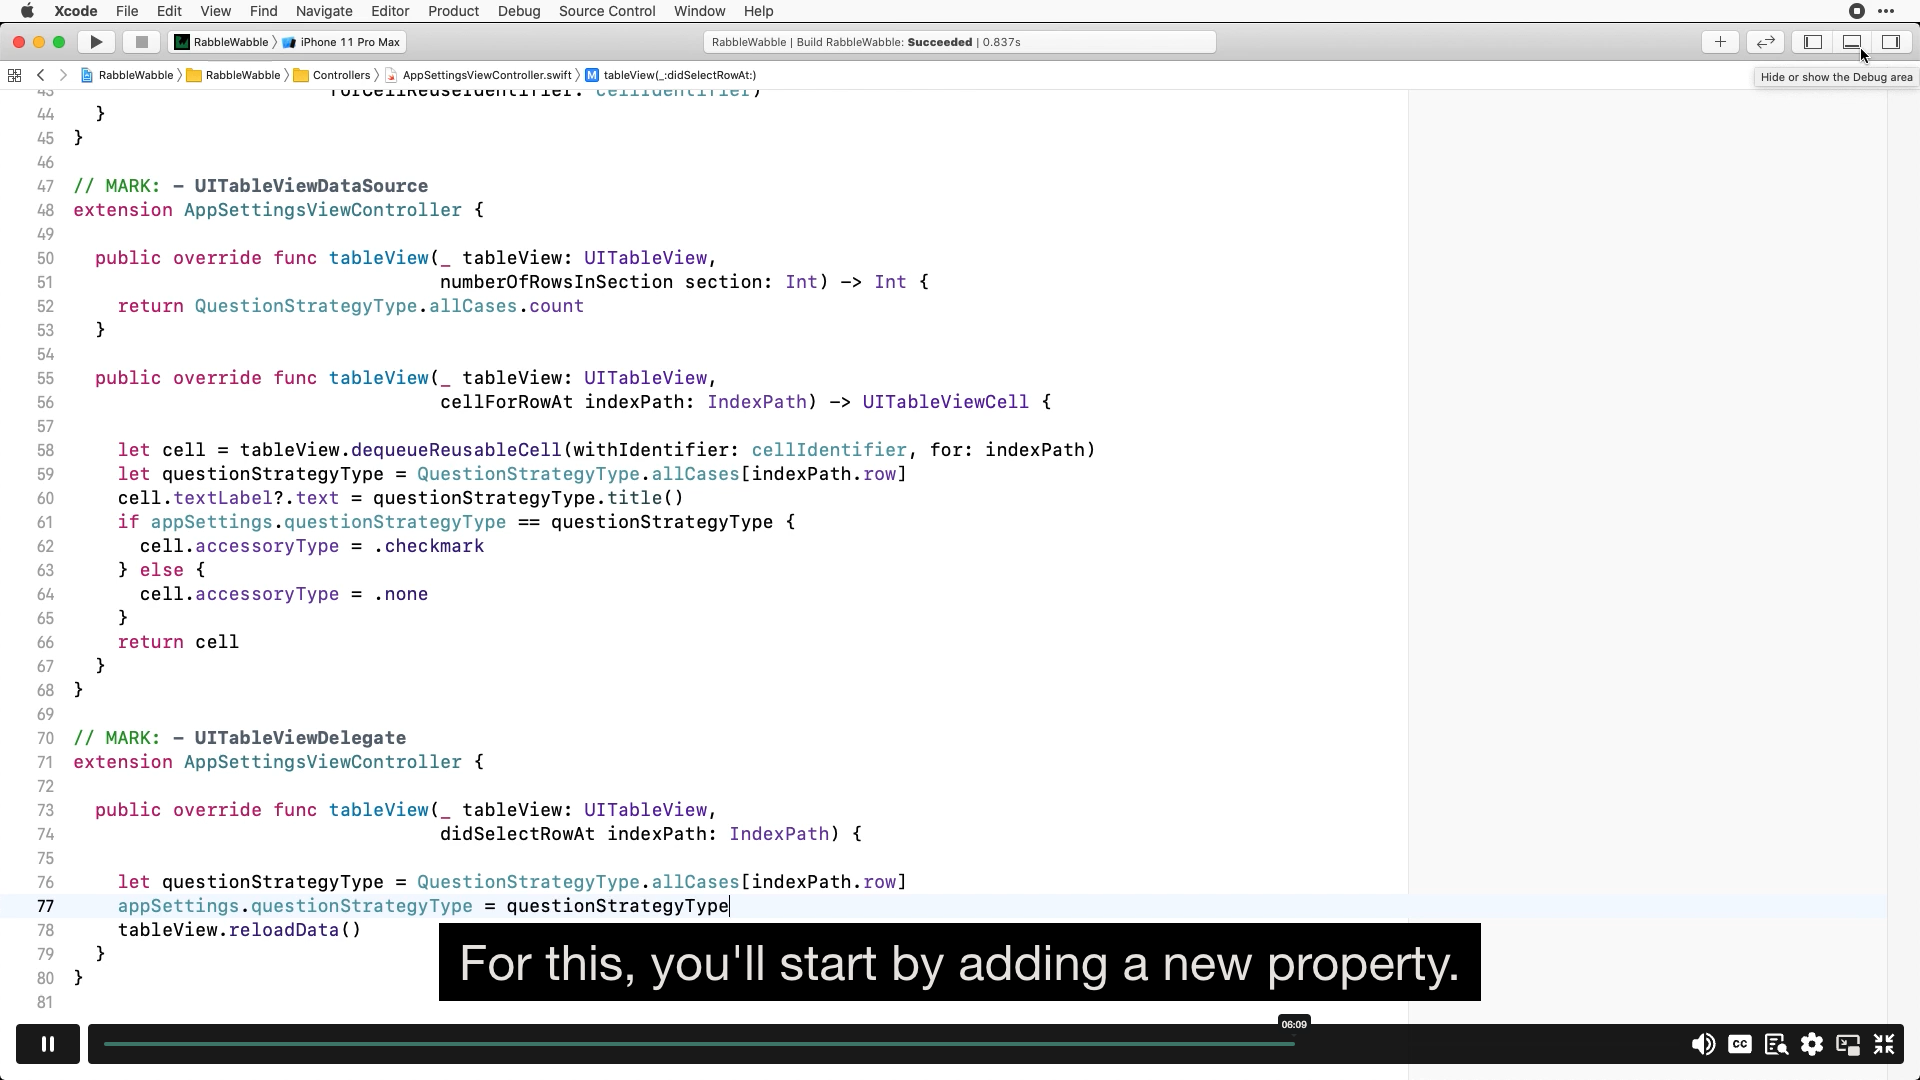 Xcode File Edit View Find Navigate Editor Product Debug Source Control Window Help
RabbleWabble 〉 iPhone 11 Pro Max
RabbleWabble | Build RabbleWabble: Succeeded | 0.837s
RabbleWabble 〉 RabbleWabble 〉 Controllers 〉 AppSettingsViewController.swift 〉 M tableView(_:didSelectRowAt:)
Hide or show the Debug area
43 forCellReuseIdentifier: cellIdentifier)
44 }
45 }
46
47 // MARK: - UITableViewDataSource
48 extension AppSettingsViewController {
49
50 public override func tableView(_ tableView: UITableView,
51 numberOfRowsInSection section: Int) -> Int {
52 return QuestionStrategyType.allCases.count
53 }
54
55 public override func tableView(_ tableView: UITableView,
56 cellForRowAt indexPath: IndexPath) -> UITableViewCell {
57
58 let cell = tableView.dequeueReusableCell(withIdentifier: cellIdentifier, for: indexPath)
59 let questionStrategyType = QuestionStrategyType.allCases[indexPath.row]
60 cell.textLabel?.text = questionStrategyType.title()
61 if appSettings.questionStrategyType == questionStrategyType {
62 cell.accessoryType = .checkmark
63 } else {
64 cell.accessoryType = .none
65 }
66 return cell
67 }
68 }
69
70 // MARK: - UITableViewDelegate
71 extension AppSettingsViewController {
72
73 public override func tableView(_ tableView: UITableView,
74 didSelectRowAt indexPath: IndexPath) {
75
76 let questionStrategyType = QuestionStrategyType.allCases[indexPath.row]
77 appSettings.questionStrategyType = questionStrategyType
78 tableView.reloadData()
79 }
80 }
81
For this, you'll start by adding a new property.
06:09
CC